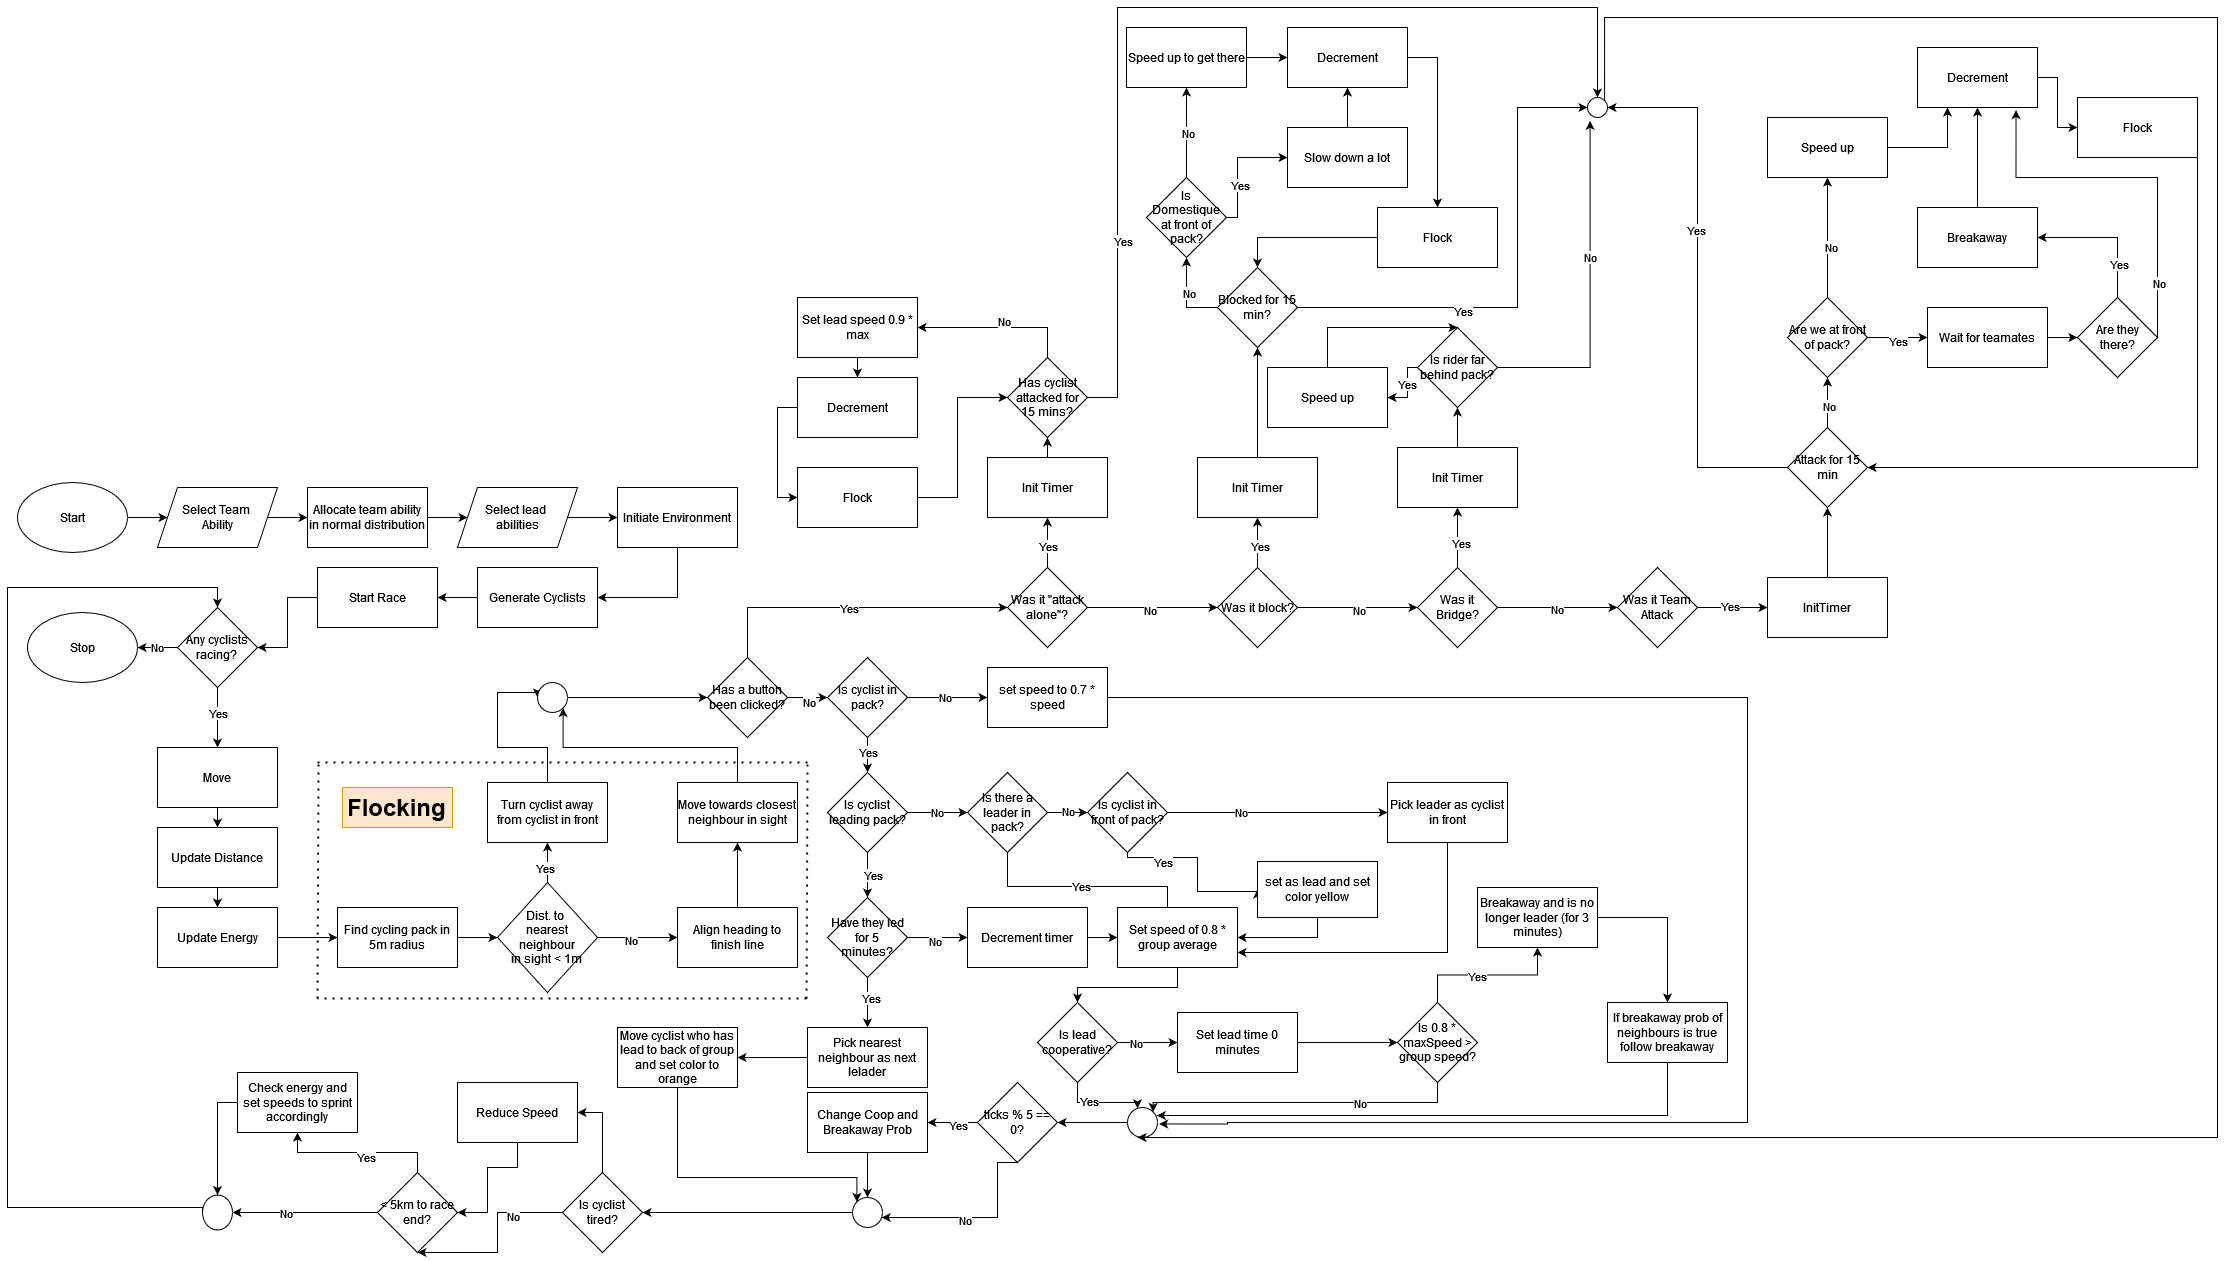 Speed up to get there
Decrement
No
Yes
Slow down a lot
Is
Domestique
at front of
pack?
Flock
No
Blocked for 15
min?
Yes
Yes
No
Yes
Decrement
Flock
Speed up
Breakaway
No
Yes
No
Are we at front
of pack?
Yes
Wait for teamates
Are they
there?
No
Attack for 15
min
Set lead speed 0.9 *
max
No
Decrement
Has cyclist
attacked for
15 mins?
Flock
Init Timer
Yes
Init Timer
Yes
Is rider far
behind pack?
Yes
Speed up
Init Timer
Yes
Start
Select Team
Ability
Allocate team ability
in normal distribution
Select lead
abilities
Initiate Environment
Start Race
Generate Cyclists
Stop
No
Any cyclists
racing?
Yes
Yes
Was it "attack
alone"?
No
Was it block?
No
Was it
Bridge?
No
Was it Team
Attack
Yes
InitTimer
Has a button
been clicked?
No
Is cyclist in
pack?
No
set speed to 0.7 *
speed
Yes
Move
Update Distance
Update Energy
Flocking
Turn cyclist away
from cyclist in front
Move towards closest
neighbour in sight
Yes
Find cycling pack in
5m radius
Dist. to
nearest
neighbour
in sight < 1m
No
Align heading to
finish line
Is cyclist
leading pack?
No
Is there a
leader in
pack?
No
Is cyclist in
front of pack?
No
Pick leader as cyclist
in front
Yes
Yes
Yes
set as lead and set
color yellow
Have they led
for 5
minutes?
No
Decrement timer
Set speed of 0.8 *
group average
Breakaway and is no
longer leader (for 3
minutes)
Yes
Yes
Move cyclist who has
lead to back of group
and set color to
orange
Pick nearest
neighbour as next
lelader
Is lead
cooperative?
No
Set lead time 0
minutes
Is 0.8 *
maxSpeed >
group speed?
If breakaway prob of
neighbours is true
follow breakaway
Yes
No
Check energy and
set speeds to sprint
accordingly
Reduce Speed
Change Coop and
Breakaway Prob
Yes
ticks % 5 ==
0?
Yes
No
< 5km to race
end?
No
Is cyclist
tired?
No